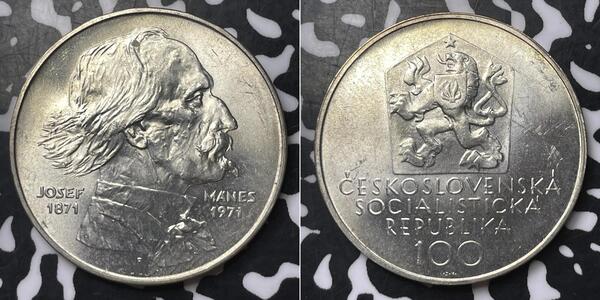 JOSEF MÁNES
1871 1971
ČESKOSLOVENSKÁ
SOCIALISTICKÁ
REPUBLIKA
100